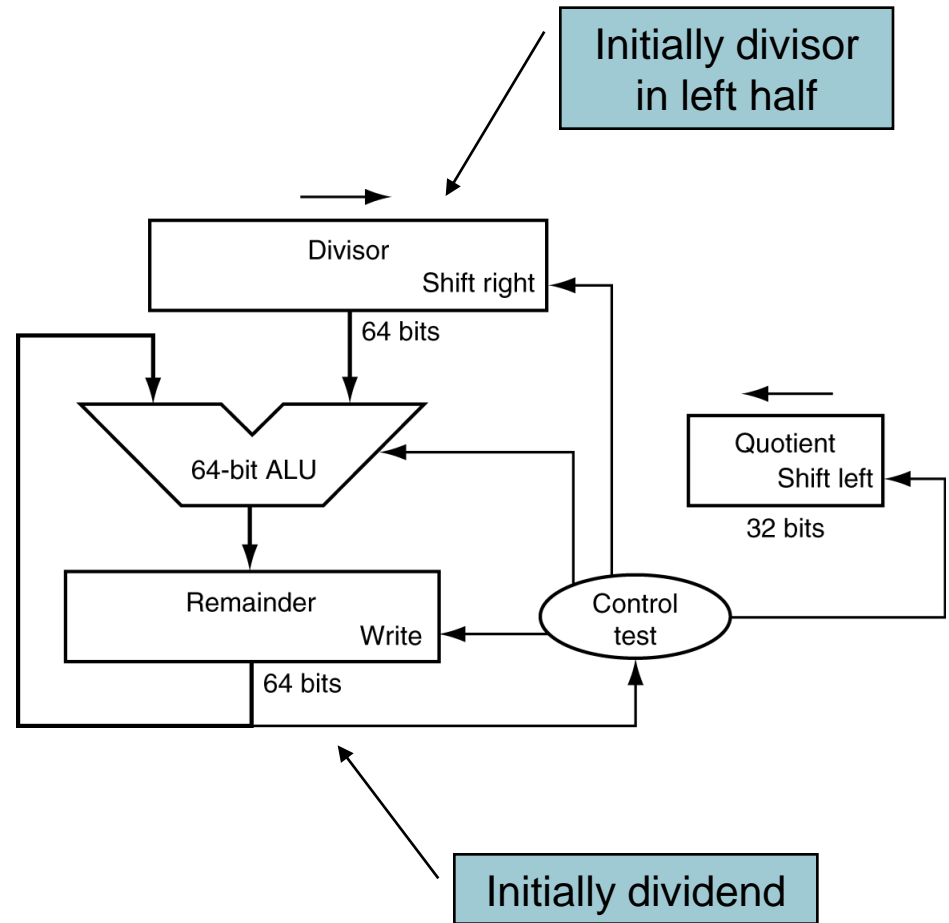 Initially divisor
in left half
Divisor
Shift right
64 bits
64-bit ALU
Quotient
Shift left
32 bits
Remainder
Write
Control
test
64 bits
Initially dividend